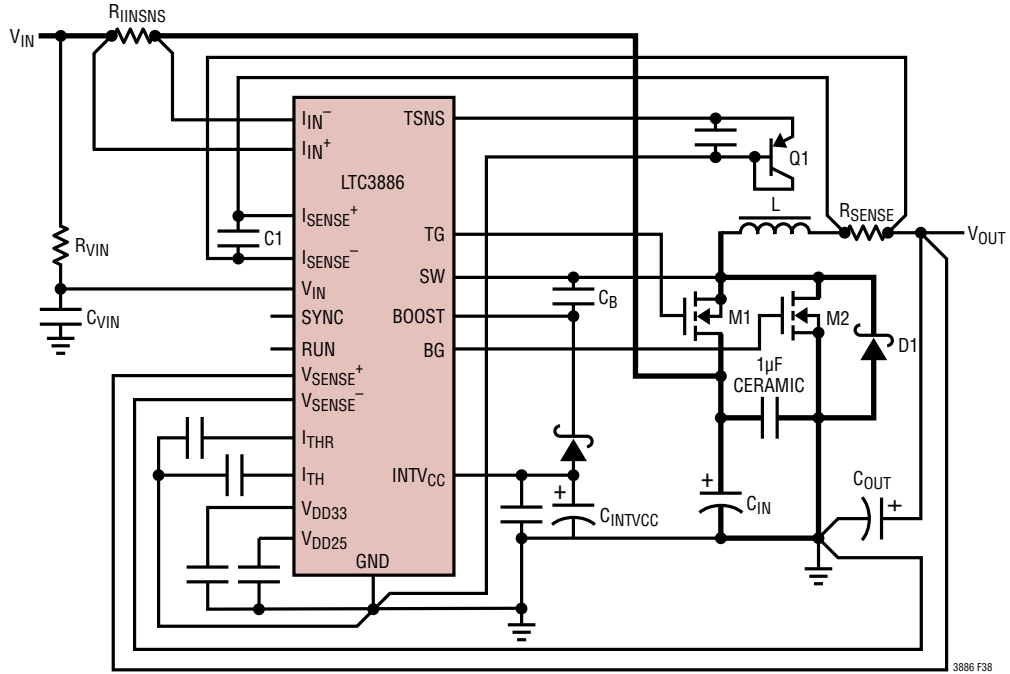 RIINSNS
VIN
IIN–
IIN+
LTC3886
ISENSE+
C1
ISENSE–
RVIN
VIN
CVIN
SYNC
RUN
VSENSE+
VSENSE–
ITHR
ITH
VDD33
VDD25
GND
TSNS
TG
SW
BOOST
BG
INTVCC
Q1
L
RSENSE
VOUT
CB
M1
M2
D1
1µF
CERAMIC
CINTVCC
+
CIN
+
COUT
+
3886 F38